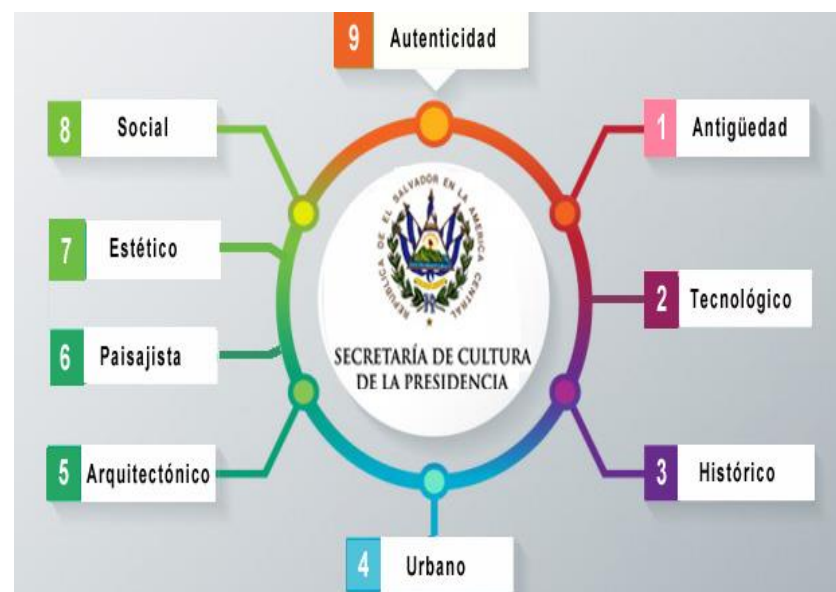 9 Autenticidad
8 Social
1 Antigüedad
7 Estético
2 Tecnológico
6 Paisajista
5 Arquitectónico
3 Histórico
4 Urbano
REPÚBLICA DE EL SALVADOR EN LA AMERICA CENTRAL
SECRETARÍA DE CULTURA
DE LA PRESIDENCIA